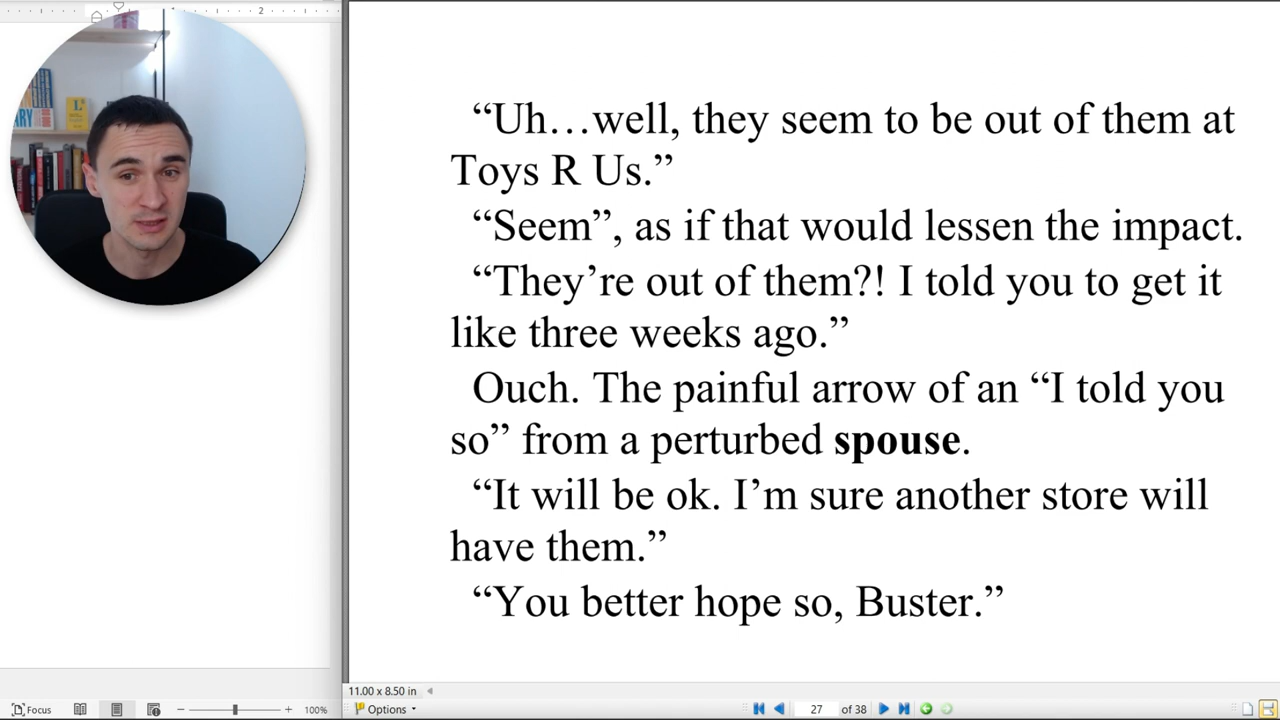 2
“Uh…well, they seem to be out of them at
Toys R Us.”
“Seem”, as if that would lessen the impact.
“They’re out of them?! I told you to get it
like three weeks ago.”
Ouch. The painful arrow of an “I told you
so” from a perturbed spouse.
“It will be ok. I’m sure another store will
have them.”
“You better hope so, Buster.”
11.00 x 8.50 in
Focus
100%
Options
27 of 38